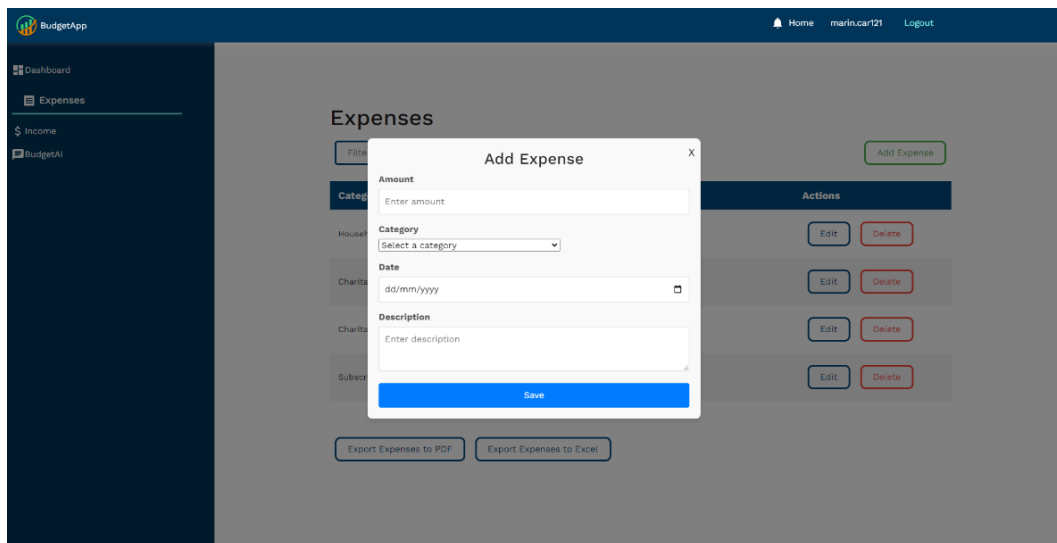 BudgetApp
Home marin.car121 Logout
Dashboard
Expenses
$ Income
BudgetAI
Expenses
Add Expense
Add Expense X
Amount
Enter amount
Category
Select a category
Date
dd/mm/yyyy
Description
Enter description
Save
Actions
Edit Delete
Edit Delete
Edit Delete
Edit Delete
Export Expenses to PDF Export Expenses to Excel